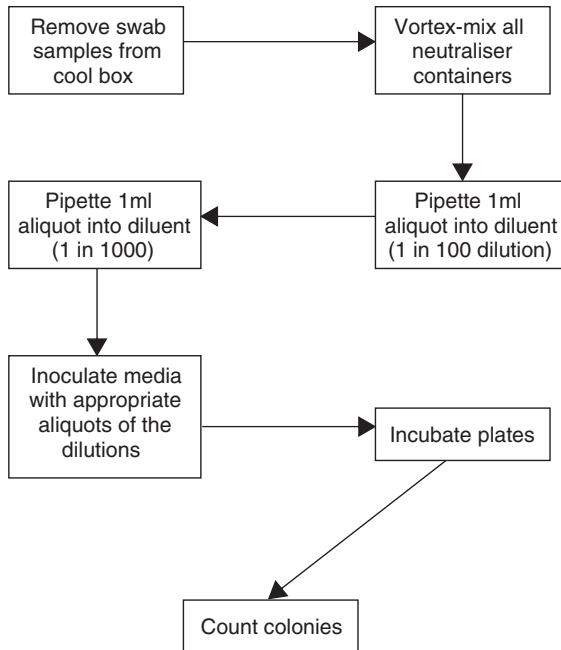 Remove swab
samples from
cool box
Vortex-mix all
neutraliser
containers
Pipette 1ml
aliquot into diluent
(1 in 100 dilution)
Pipette 1ml
aliquot into diluent
(1 in 1000)
Inoculate media
with appropriate
aliquots of the
dilutions
Incubate plates
Count colonies